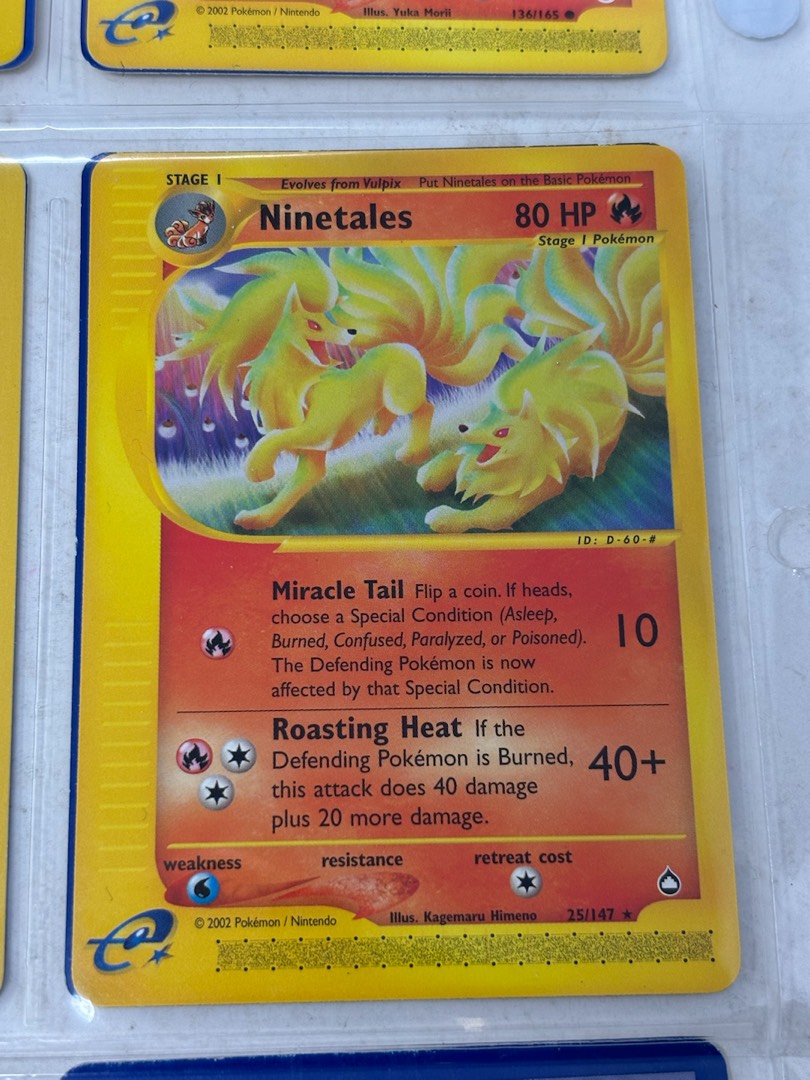 © 2002 Pokémon / Nintendo Illus. Yuka Morii 136/165
STAGE 1 Evolves from Vulpix Put Ninetales on the Basic Pokémon
Ninetales 80 HP
Stage 1 Pokémon
ID: D-60-#
Miracle Tail Flip a coin. If heads,
choose a Special Condition (Asleep,
Burned, Confused, Paralyzed, or Poisoned).
The Defending Pokémon is now
affected by that Special Condition.
10
Roasting Heat If the
Defending Pokémon is Burned,
this attack does 40 damage
plus 20 more damage.
40+
weakness resistance retreat cost
© 2002 Pokémon / Nintendo Illus. Kagemaru Himeno 25/147 ★
e